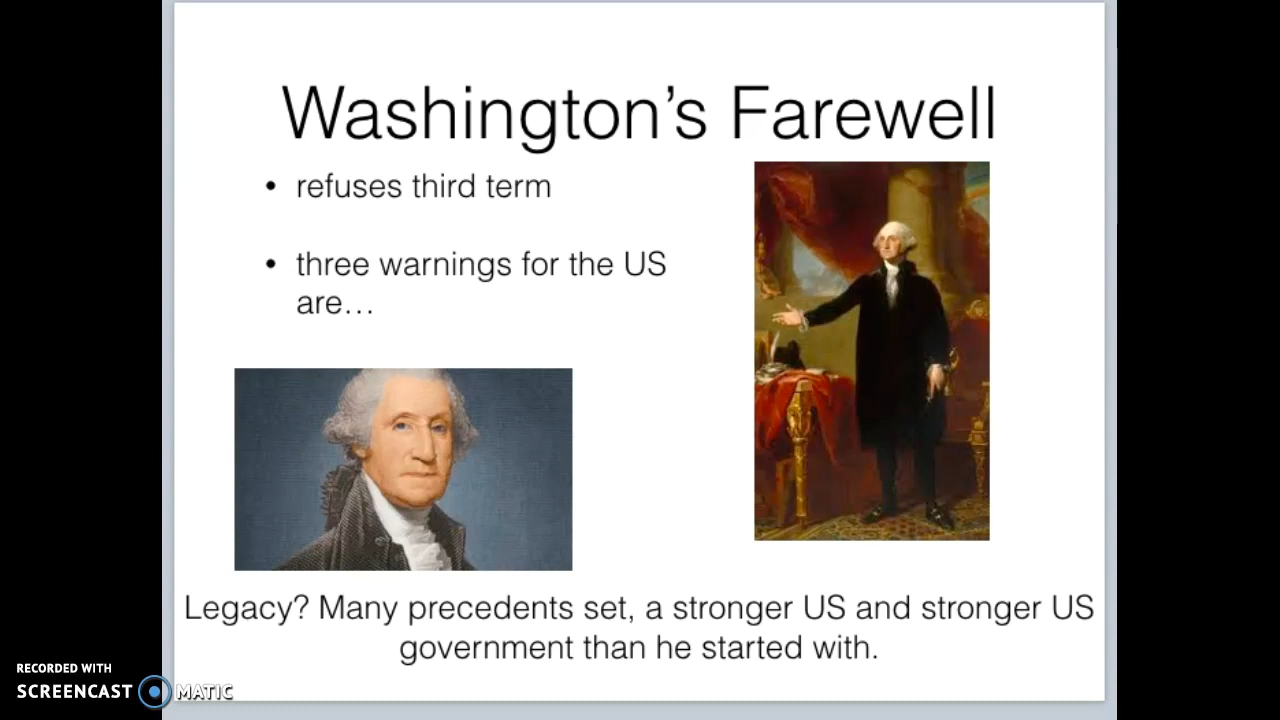 Washington’s Farewell
• refuses third term
• three warnings for the US
are…
Legacy? Many precedents set, a stronger US and stronger US
government than he started with.
RECORDED WITH
SCREENCAST MATIC